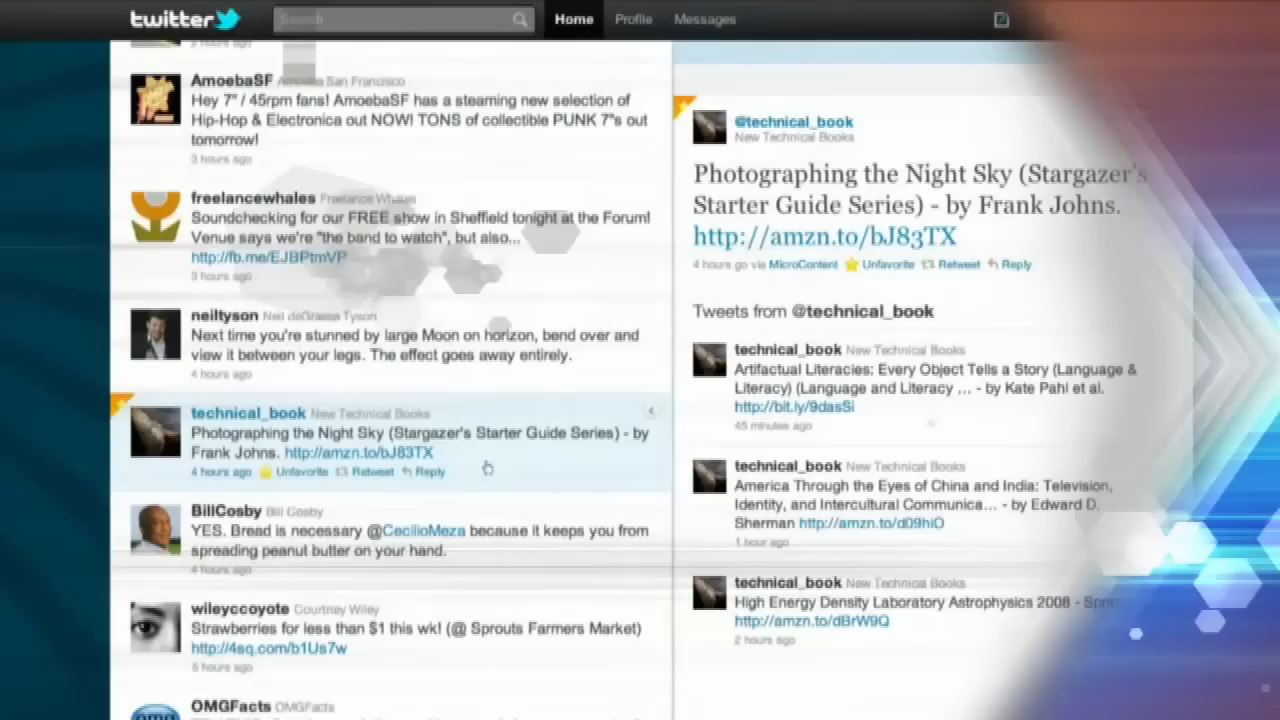 twitter
Search
Home Profile Messages
2 hours ago
AmoebaSF Amoeba San Francisco
Hey 7" / 45rpm fans! AmoebaSF has a steaming new selection of
Hip-Hop & Electronica out NOW! TONS of collectible PUNK 7"s out
tomorrow!
3 hours ago
freelancewhales Freelance Whales
Soundchecking for our FREE show in Sheffield tonight at the Forum!
Venue says we're "the band to watch", but also...
http://fb.me/EJBPtmVP
3 hours ago
neiltyson Neil deGrasse Tyson
Next time you're stunned by large Moon on horizon, bend over and
view it between your legs. The effect goes away entirely.
4 hours ago
technical_book New Technical Books
Photographing the Night Sky (Stargazer's Starter Guide Series) - by
Frank Johns. http://amzn.to/bJ83TX
4 hours ago Unfavorite Retweet Reply
BillCosby Bill Cosby
YES. Bread is necessary @CecilioMeza because it keeps you from
spreading peanut butter on your hand.
4 hours ago
wileyccoyote Courtney Wiley
Strawberries for less than $1 this wk! (@ Sprouts Farmers Market)
http://4sq.com/b1Us7w
5 hours ago
OMGFacts OMGFacts
omg
@technical_book
New Technical Books
Photographing the Night Sky (Stargazer's
Starter Guide Series) - by Frank Johns.
http://amzn.to/bJ83TX
4 hours go via MicroContent Unfavorite Retweet Reply
Tweets from @technical_book
technical_book New Technical Books
Artifactual Literacies: Every Object Tells a Story (Language &
Literacy) (Language and Literacy ... - by Kate Pahl et al.
http://bit.ly/9dasSi
45 minutes ago
technical_book New Technical Books
America Through the Eyes of China and India: Television,
Identity, and Intercultural Communica... - by Edward D.
Sherman http://amzn.to/d09hiO
1 hour ago
technical_book New Technical Books
High Energy Density Laboratory Astrophysics 2008 -
http://amzn.to/dBrW9Q
2 hours ago